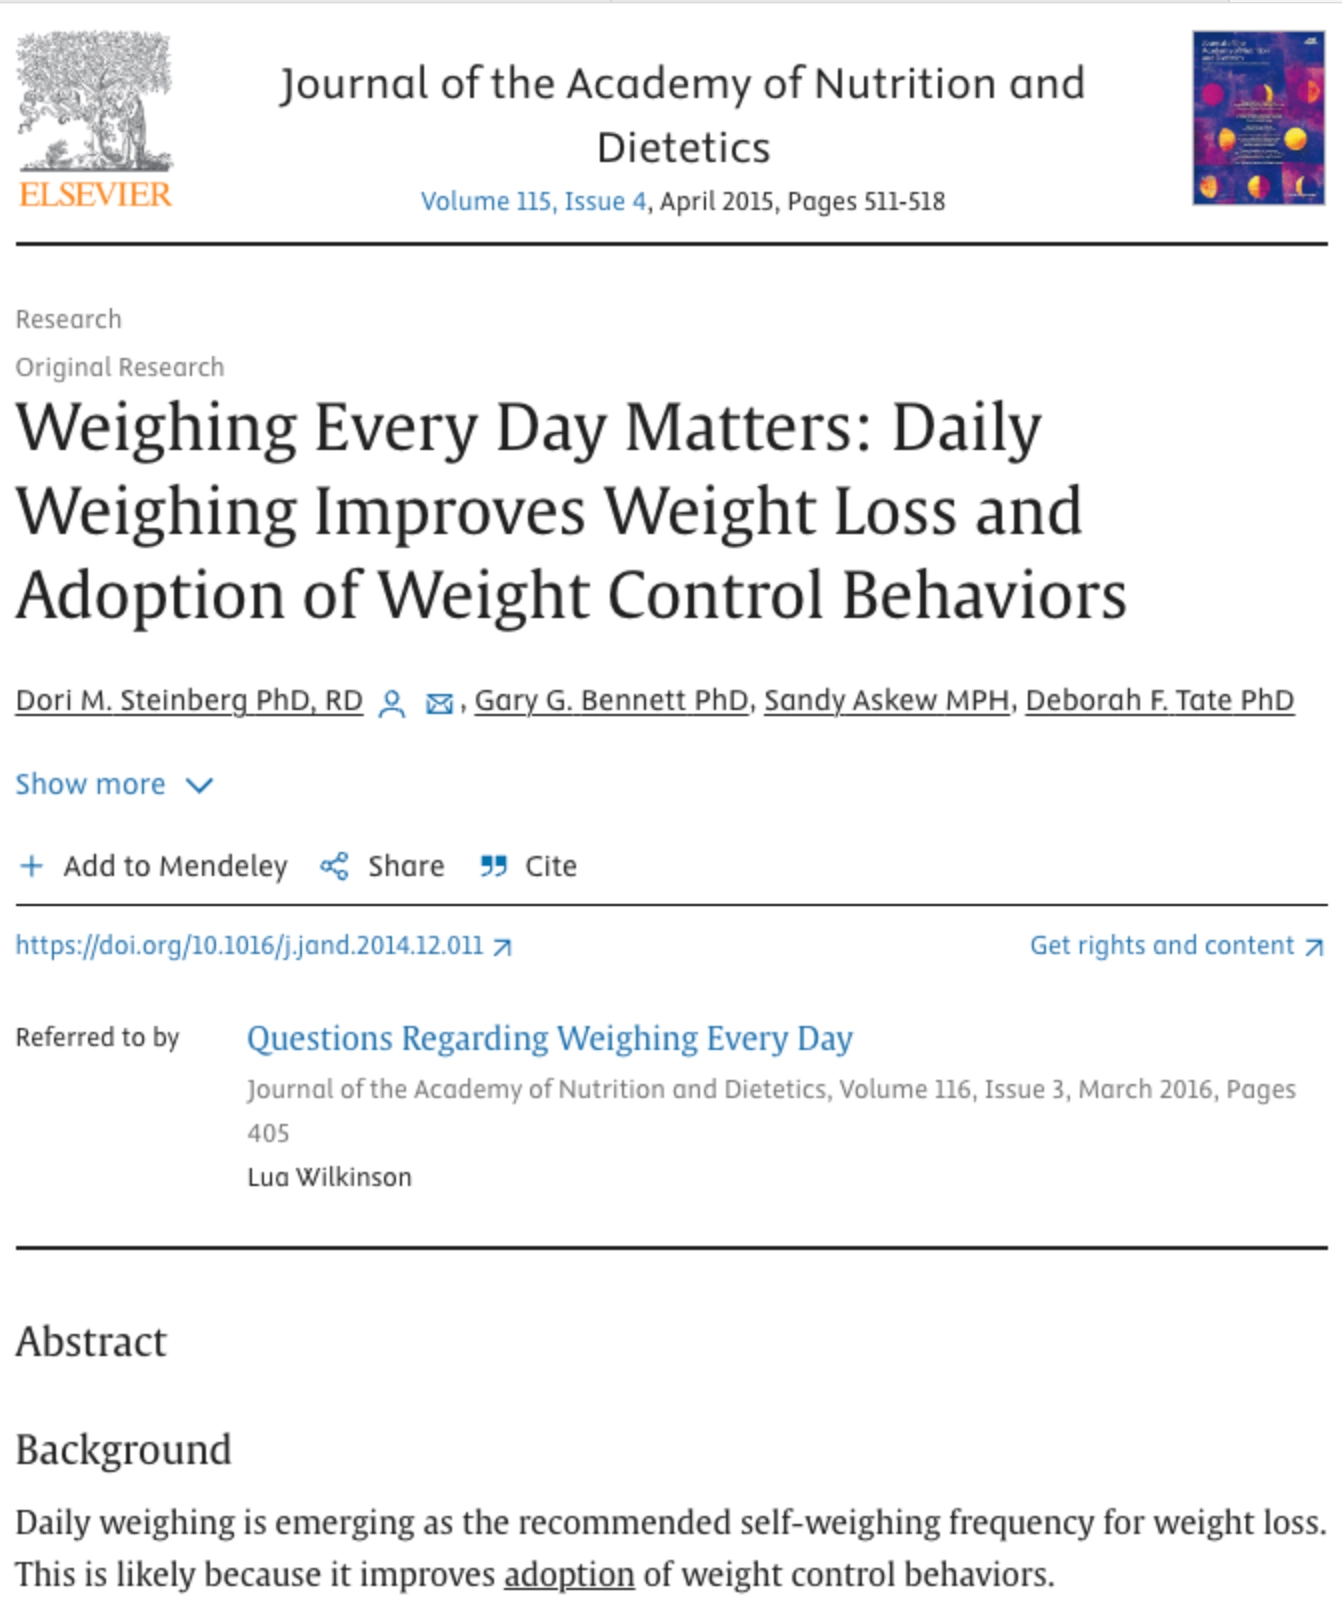 ELSEVIER
Journal of the Academy of Nutrition and
Dietetics
Volume 115, Issue 4, April 2015, Pages 511-518
Research
Original Research
Weighing Every Day Matters: Daily
Weighing Improves Weight Loss and
Adoption of Weight Control Behaviors
Dori M. Steinberg PhD, RD , Gary G. Bennett PhD, Sandy Askew MPH, Deborah F. Tate PhD
Show more
+ Add to Mendeley Share Cite
https://doi.org/10.1016/j.jand.2014.12.011 Get rights and content
Referred to by Questions Regarding Weighing Every Day
Journal of the Academy of Nutrition and Dietetics, Volume 116, Issue 3, March 2016, Pages
405
Lua Wilkinson
Abstract
Background
Daily weighing is emerging as the recommended self-weighing frequency for weight loss.
This is likely because it improves adoption of weight control behaviors.